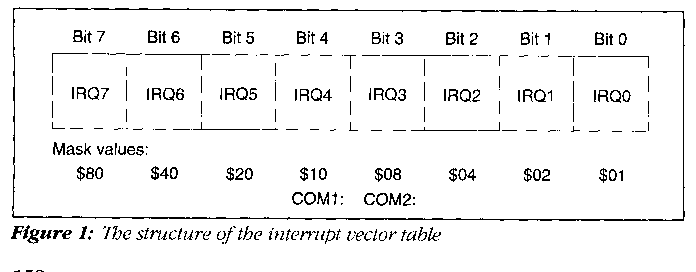 Bit 7 Bit 6 Bit 5 Bit 4 Bit 3 Bit 2 Bit 1 Bit 0
IRQ7 IRQ6 IRQ5 IRQ4 IRQ3 IRQ2 IRQ1 IRQ0
Mask values:
$80 $40 $20 $10 $08 $04 $02 $01
COM1: COM2:
Figure 1: The structure of the interrupt vector table